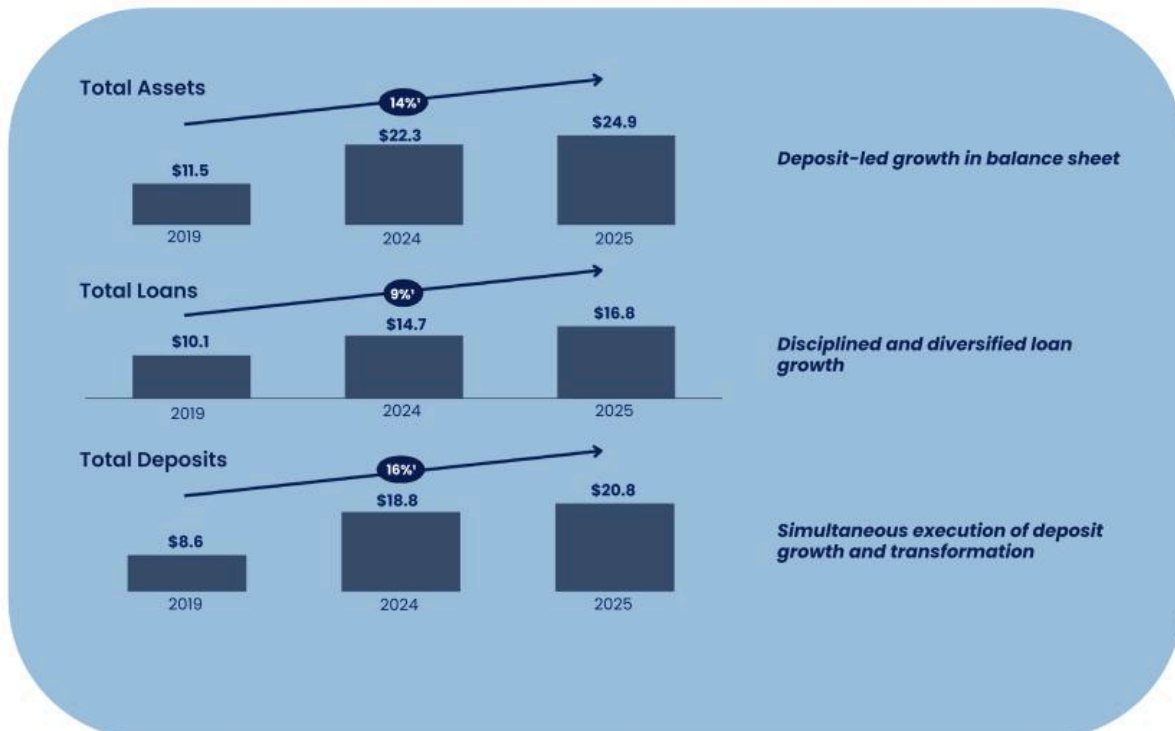 Total Assets
14%¹
$11.5
$22.3
$24.9
2019
2024
2025
Deposit-led growth in balance sheet
Total Loans
9%¹
$10.1
$14.7
$16.8
2019
2024
2025
Disciplined and diversified loan
growth
Total Deposits
16%¹
$8.6
$18.8
$20.8
2019
2024
2025
Simultaneous execution of deposit
growth and transformation